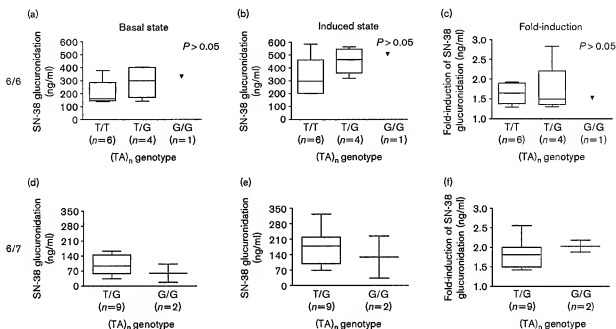 (a)
Basal state
SN-38 glucuronidation
(ng/ml)
600
500
400
300
200
100
0
P > 0.05
T/T
(n=6)
T/G
(n=4)
G/G
(n=1)
(TA)n genotype
6/6
(b)
Induced state
SN-38 glucuronidation
(ng/ml)
600
500
400
300
200
100
0
P > 0.05
T/T
(n=6)
T/G
(n=4)
G/G
(n=1)
(TA)n genotype
(c)
Fold-induction
Fold-induction of SN-38
glucuronidation (ng/ml)
3.0
2.5
2.0
1.5
1.0
P > 0.05
T/T
(n=6)
T/G
(n=4)
G/G
(n=1)
(TA)n genotype
(d)
6/7
SN-38 glucuronidation
(ng/ml)
350
280
210
140
70
0
T/G
(n=9)
G/G
(n=2)
(TA)n genotype
(e)
SN-38 glucuronidation
(ng/ml)
350
280
210
140
70
0
T/G
(n=9)
G/G
(n=2)
(TA)n genotype
(f)
Fold-induction of SN-38
glucuronidation (ng/ml)
3.0
2.5
2.0
1.5
1.0
T/G
(n=9)
G/G
(n=2)
(TA)n genotype